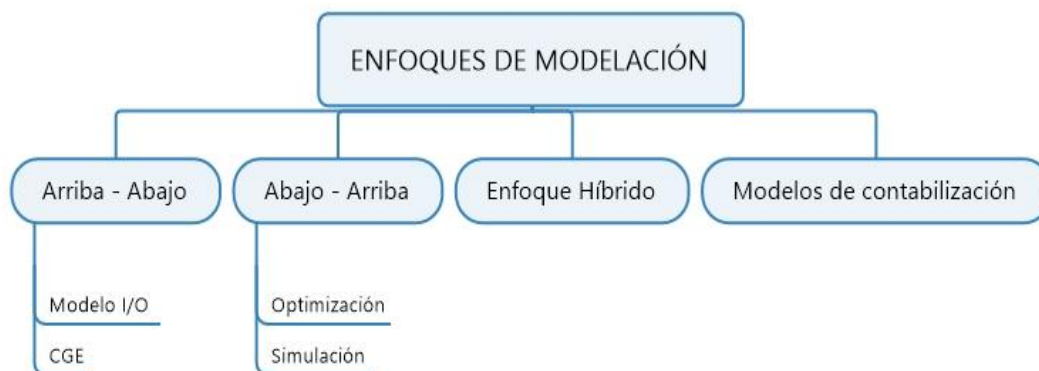 ENFOQUES DE MODELACIÓN
Arriba - Abajo
Abajo - Arriba
Enfoque Híbrido
Modelos de contabilización
Modelo I/O
Optimización
CGE
Simulación